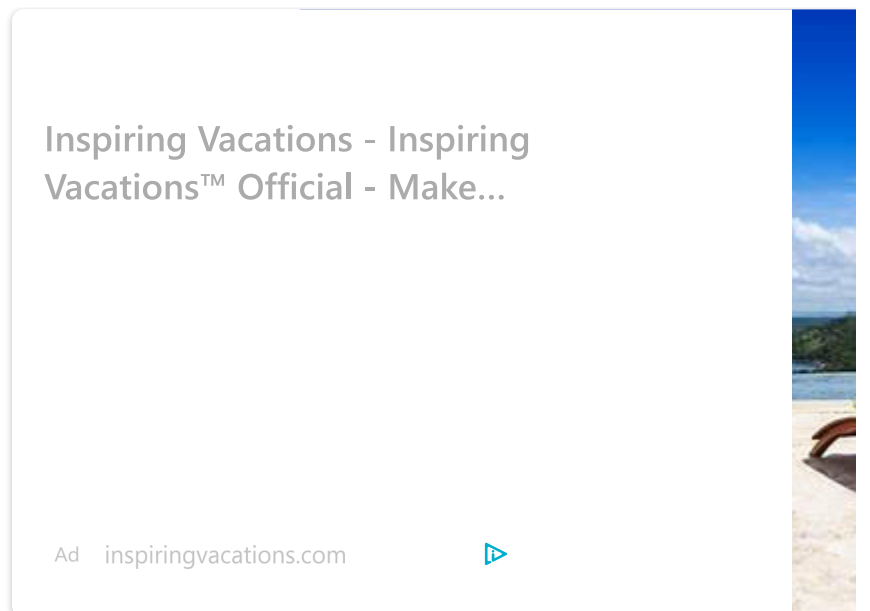 Inspiring Vacations - Inspiring
Vacations™ Official - Make...
Ad inspiringvacations.com